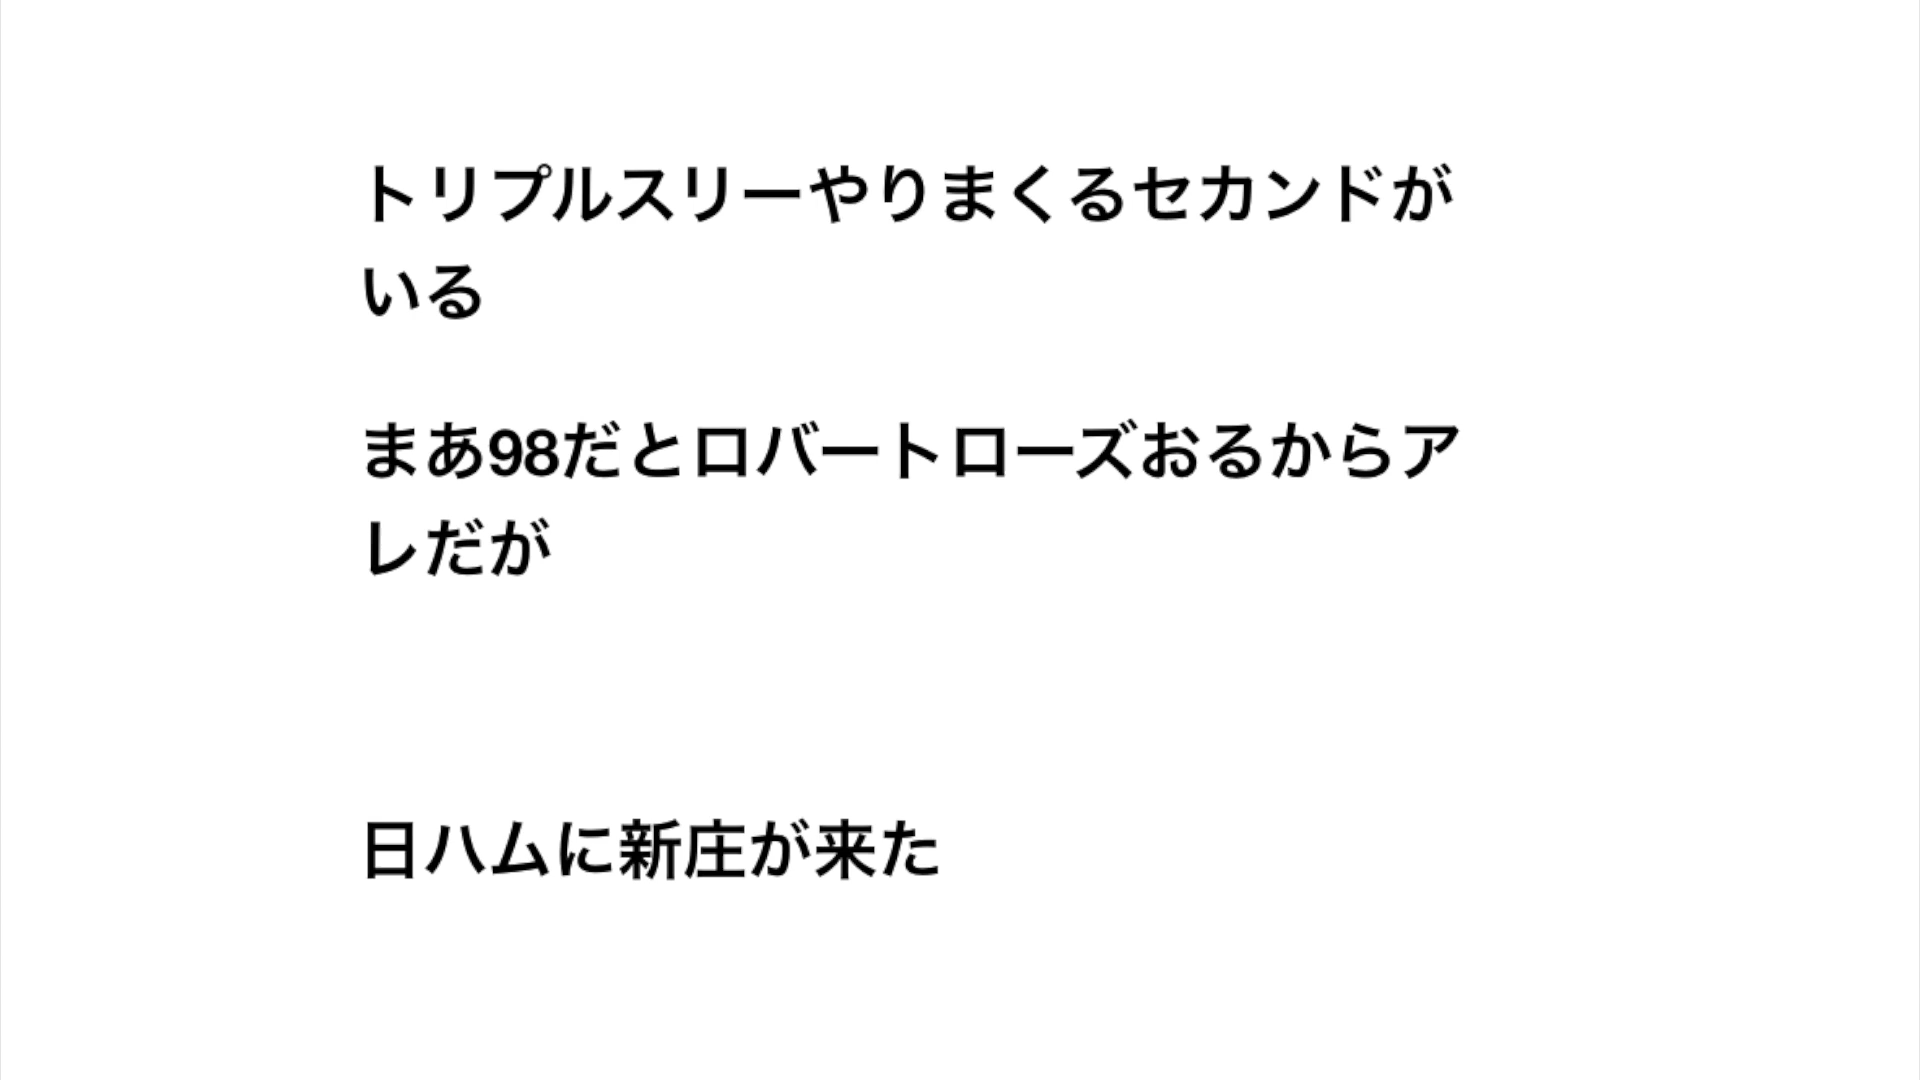 トリプルスリーやりまくるセカンドが
いる
まあ98だとロバートローズおるからア
レだが
日ハムに新庄が来た